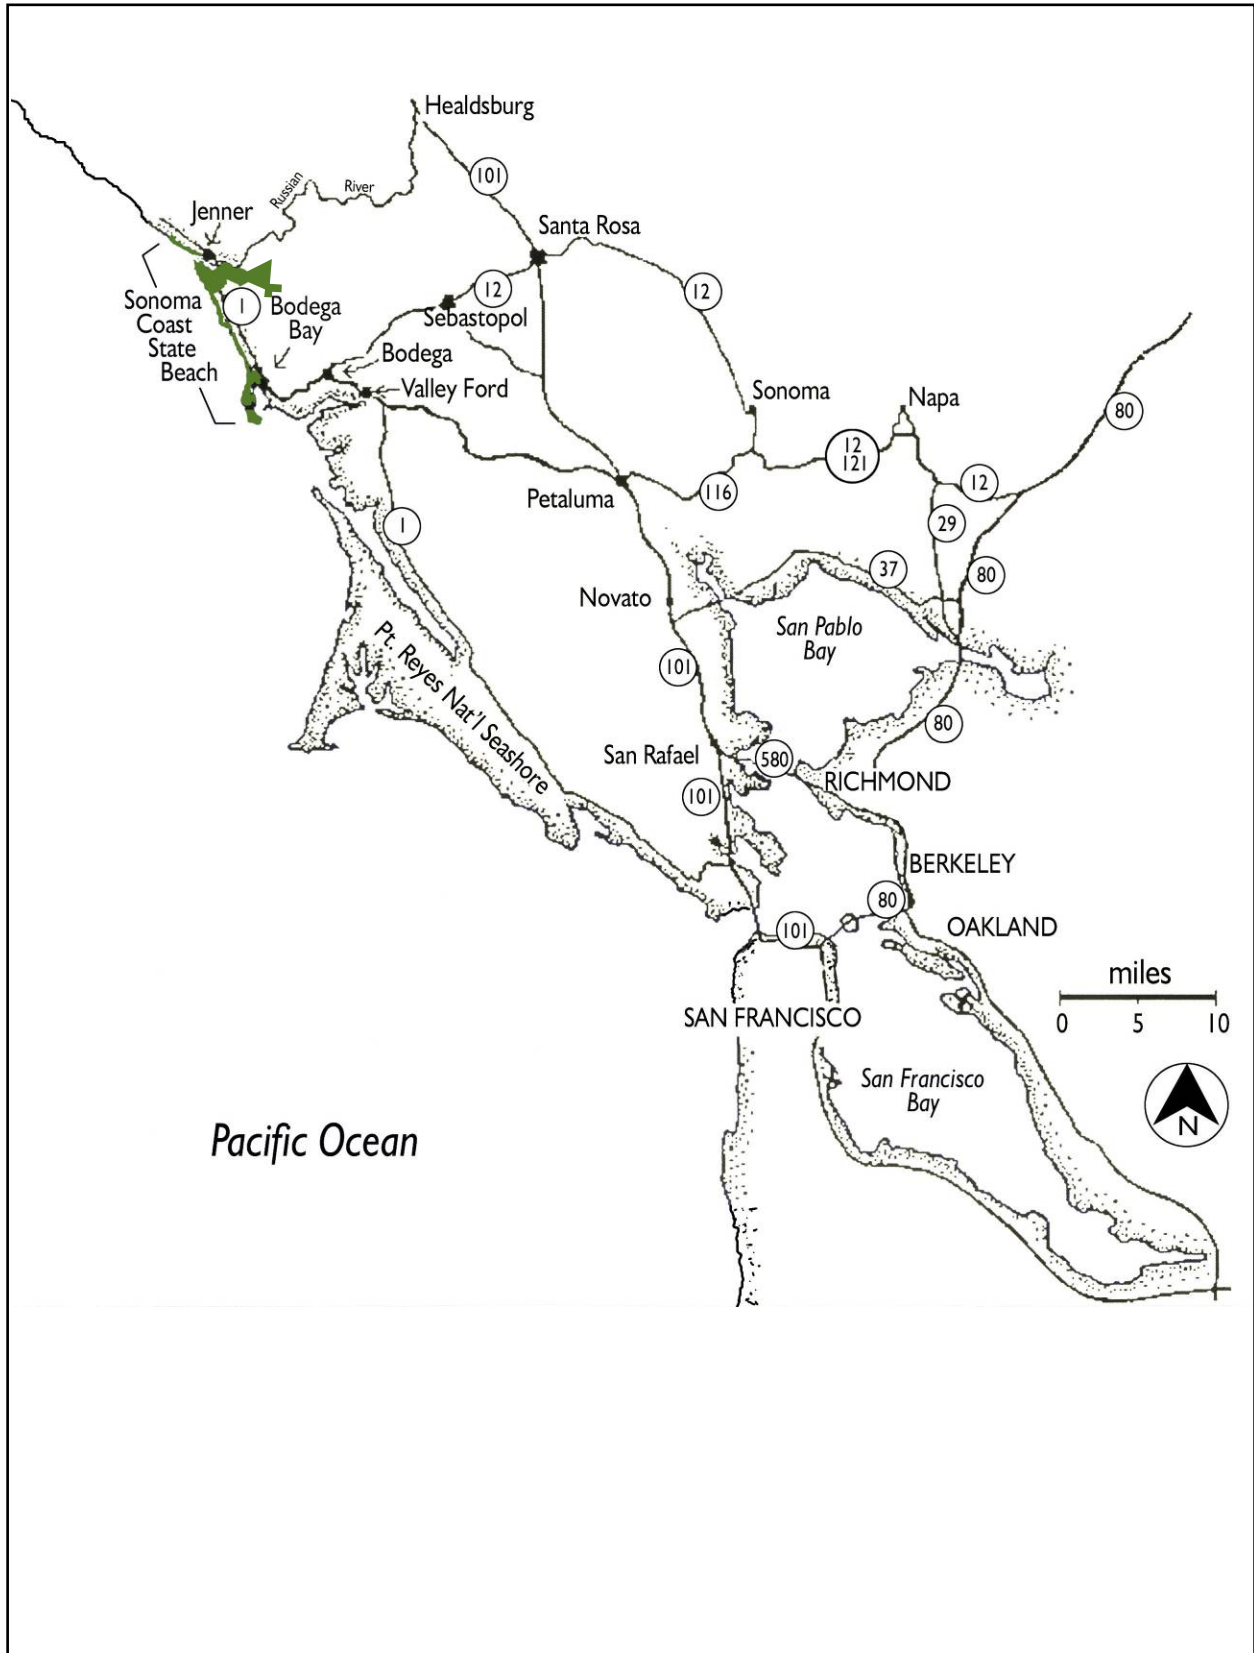 Healdsburg
101
Russian
River
Jenner
Santa Rosa
12
12
Sonoma
Coast
State
Beach
1
Bodega
Bay
Sebastopol
Bodega
Valley Ford
Sonoma
Napa
80
12
121
116
12
Petaluma
29
1
37
80
Novato
San Pablo
Bay
Pt. Reyes Nat'l Seashore
101
80
San Rafael
580
RICHMOND
101
BERKELEY
80
OAKLAND
101
miles
0 5 10
SAN FRANCISCO
San Francisco
Bay
N
Pacific Ocean